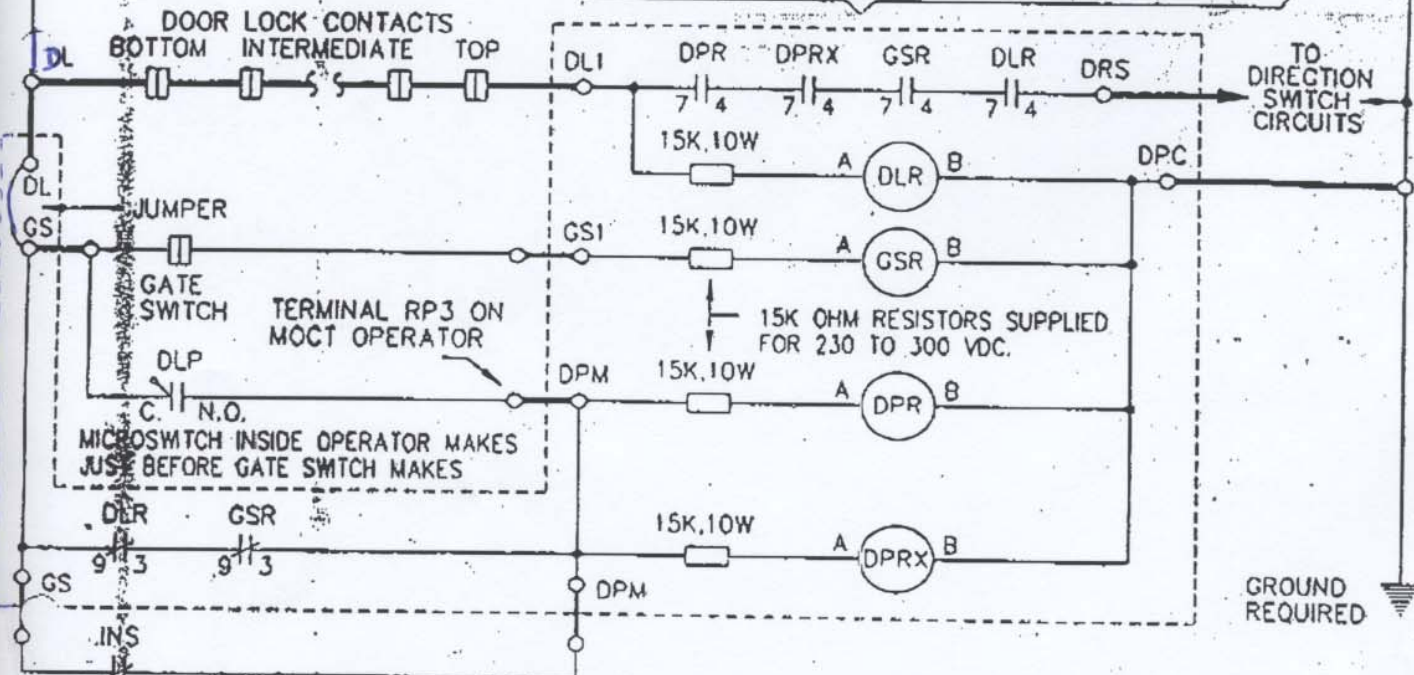 DOOR LOCK CONTACTS
DL BOTTOM INTERMEDIATE TOP
D
DL1 DPR DPRX GSR DLR DRS
7 4 7 4 7 4 7 4
TO
DIRECTION
SWITCH
CIRCUITS
15K,10W A DLR B DPC
DL
JUMPER
GS GS1 15K,10W A GSR B
GATE
SWITCH
TERMINAL RP3 ON
MOCT OPERATOR
15K OHM RESISTORS SUPPLIED
FOR 230 TO 300 VDC.
DLP DPM 15K,10W A DPR B
C. N.O.
MICROSWITCH INSIDE OPERATOR MAKES
JUST BEFORE GATE SWITCH MAKES
DLR GSR 15K,10W A DPRX B
9 3 9 3
GS DPM
GROUND
REQUIRED
INS